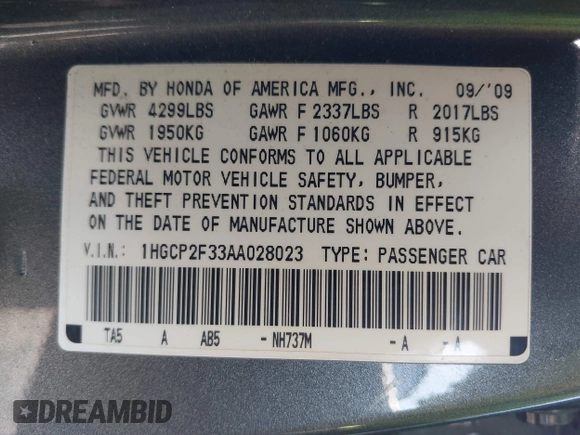 MFD. BY HONDA OF AMERICA MFG., INC. 09/'09
GVWR 4299LBS GAWR F 2337LBS R 2017LBS
GVWR 1950KG GAWR F 1060KG R 915KG
THIS VEHICLE CONFORMS TO ALL APPLICABLE
FEDERAL MOTOR VEHICLE SAFETY, BUMPER,
AND THEFT PREVENTION STANDARDS IN EFFECT
ON THE DATE OF MANUFACTURE SHOWN ABOVE.
V.I.N.: 1HGCP2F33AA028023 TYPE: PASSENGER CAR
TA5 A AB5 - NH737M - A - A
DREAMBID